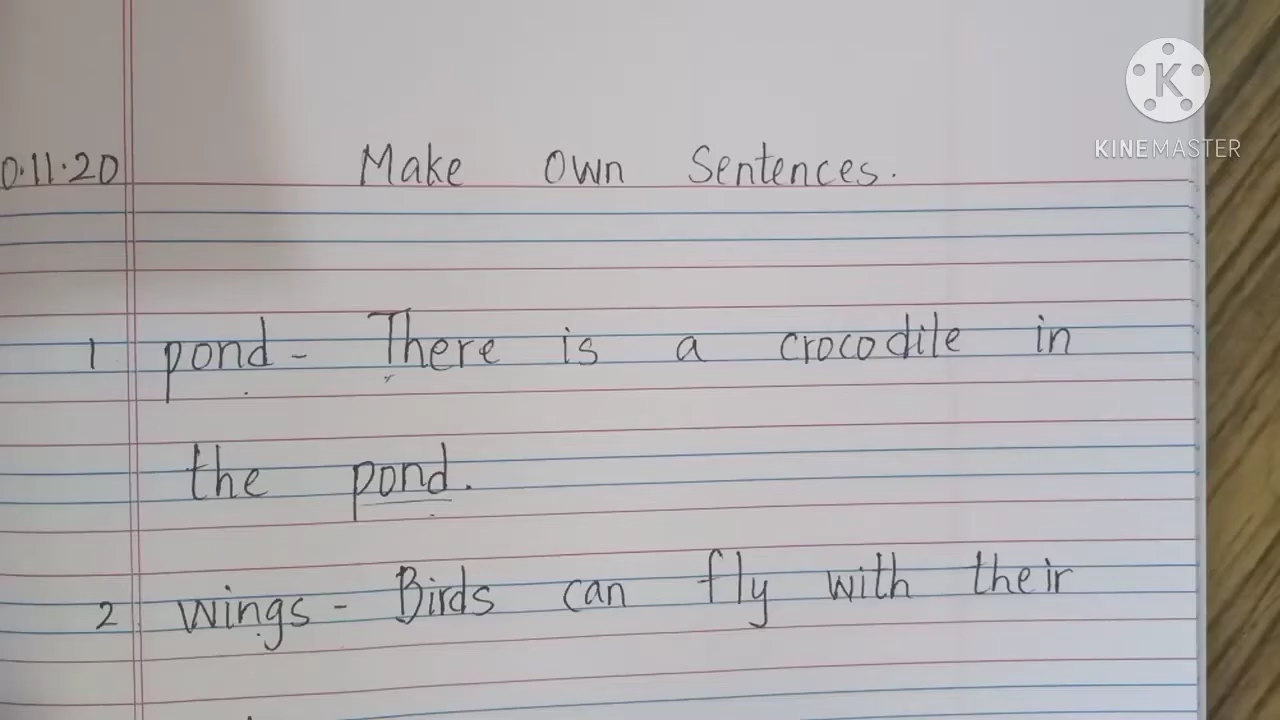 0.11.20 Make Own Sentences.
KINEMASTER
1 pond - There is a crocodile in
the pond.
2 wings - Birds can fly with their